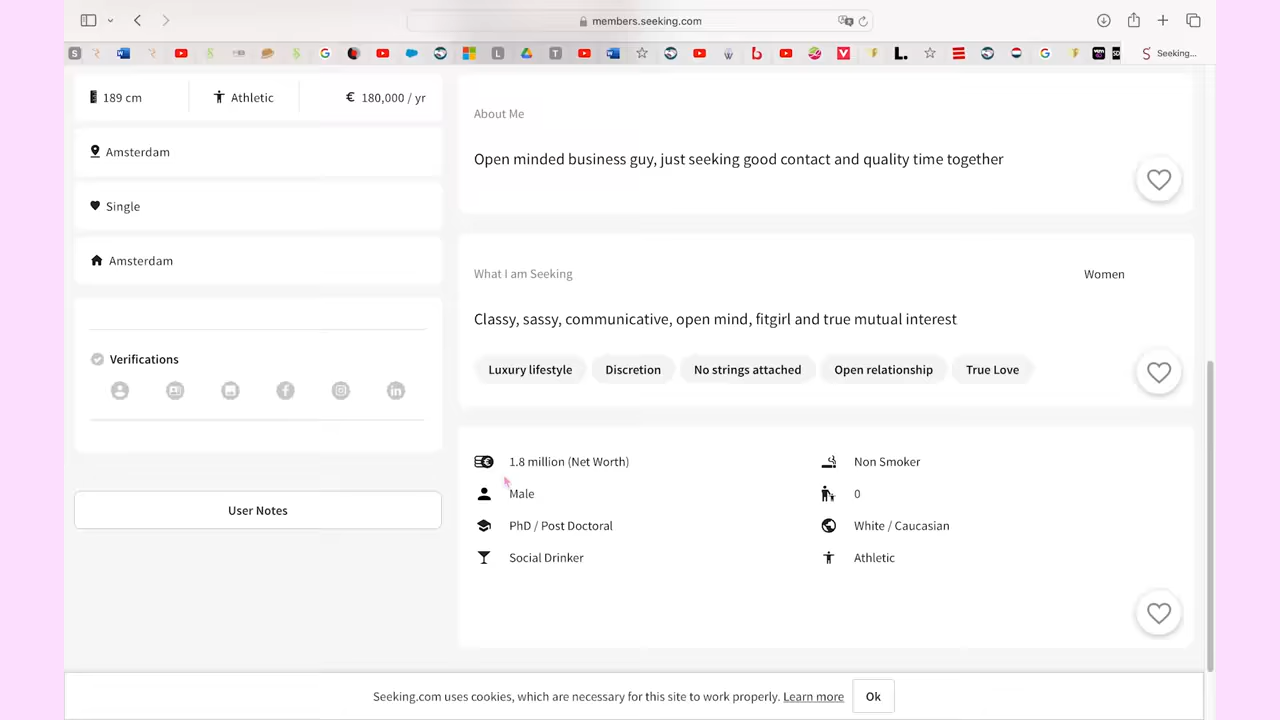 members.seeking.com
Seeking...
189 cm
Athletic
€ 180,000 / yr
Amsterdam
Single
Amsterdam
Verifications
User Notes
About Me
Open minded business guy, just seeking good contact and quality time together
What I am Seeking
Women
Classy, sassy, communicative, open mind, fitgirl and true mutual interest
Luxury lifestyle
Discretion
No strings attached
Open relationship
True Love
1.8 million (Net Worth)
Non Smoker
Male
0
PhD / Post Doctoral
White / Caucasian
Social Drinker
Athletic
Seeking.com uses cookies, which are necessary for this site to work properly. Learn more
Ok